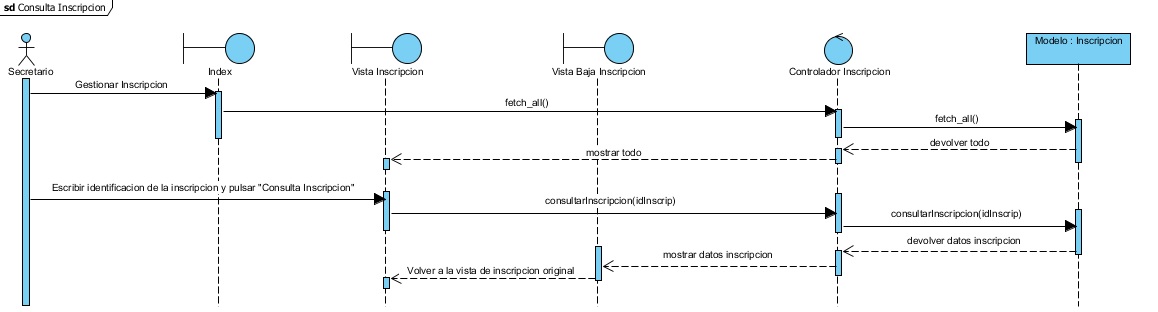 sd Consulta Inscripcion
Secretario
Index
Vista Inscripcion
Vista Baja Inscripcion
Controlador Inscripcion
Modelo : Inscripcion
Gestionar Inscripcion
fetch_all()
fetch_all()
devolver todo
mostrar todo
Escribir identificacion de la inscripcion y pulsar "Consulta Inscripcion"
consultarInscripcion(idInscrip)
consultarInscripcion(idInscrip)
devolver datos inscripcion
mostrar datos inscripcion
Volver a la vista de inscripcion original